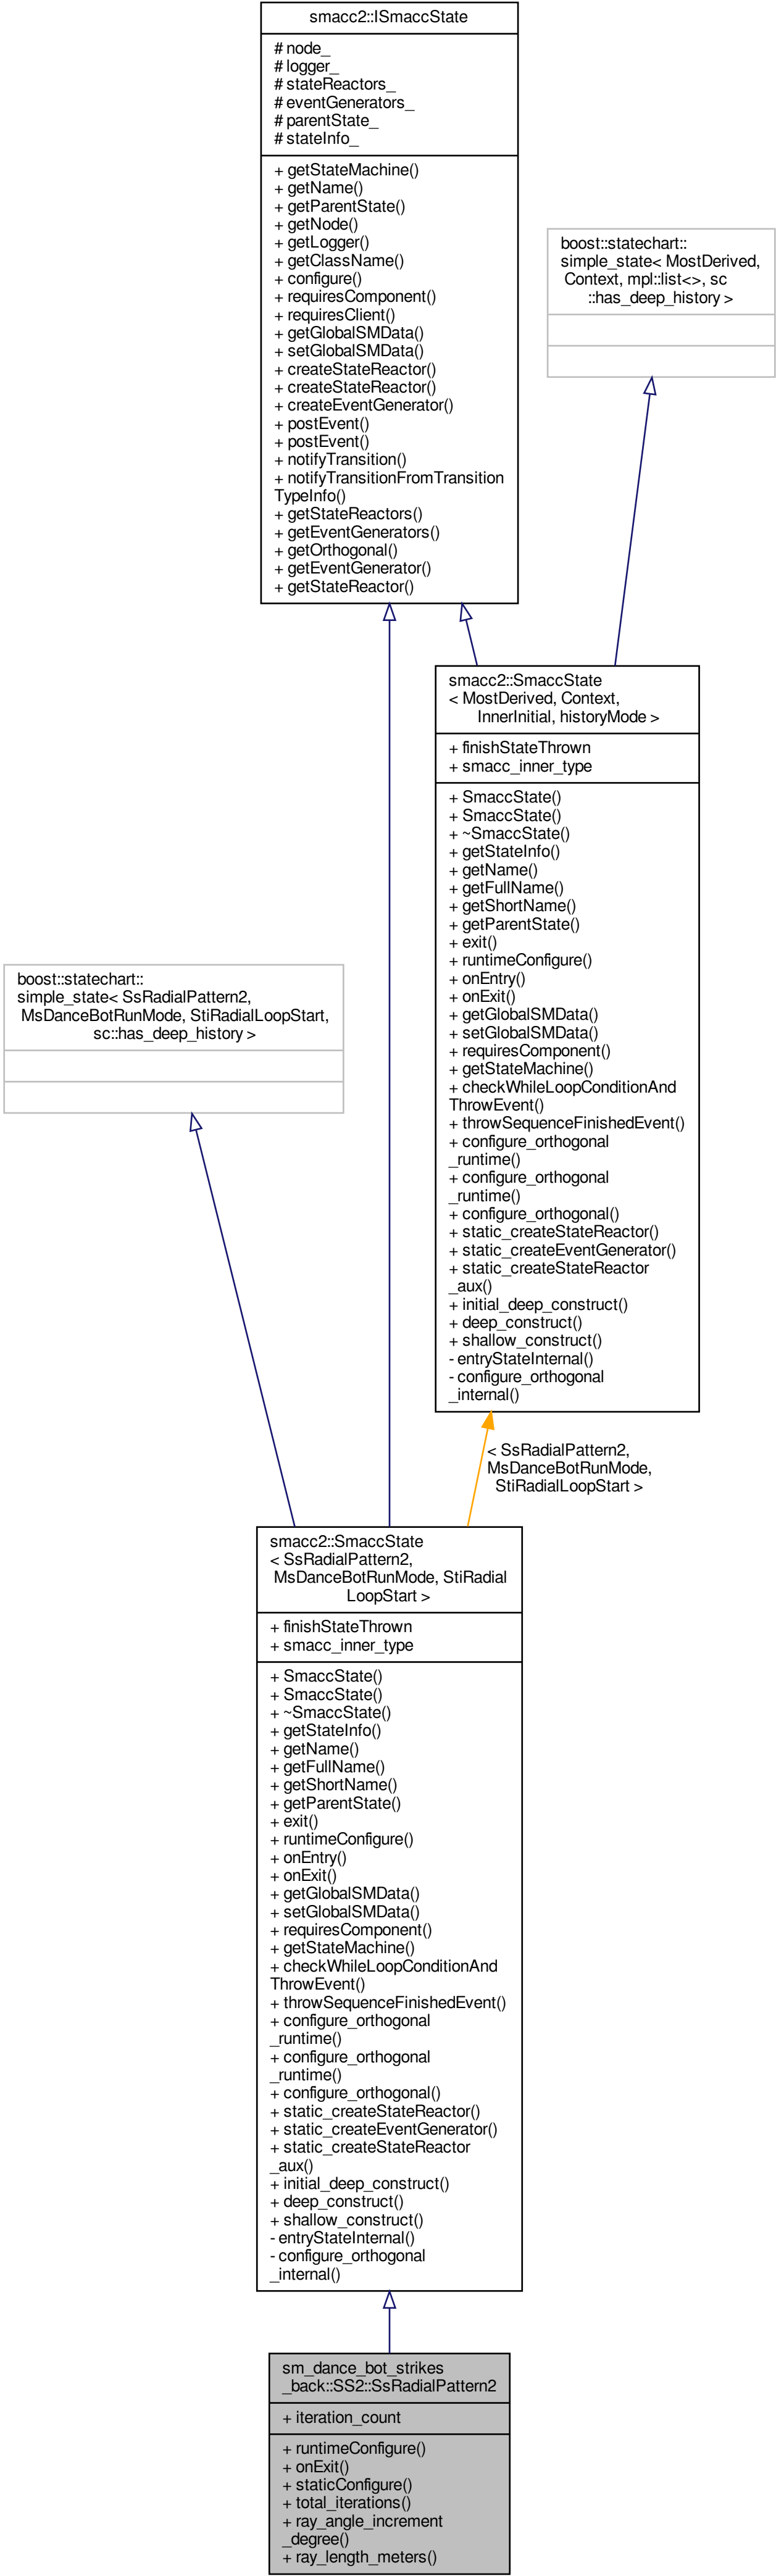 smacc2::ISmaccState
# node_
# logger_
# stateReactors_
# eventGenerators_
# parentState_
# stateInfo_
+ getStateMachine()
+ getName()
+ getParentState()
+ getNode()
+ getLogger()
+ getClassName()
+ configure()
+ requiresComponent()
+ requiresClient()
+ getGlobalSMData()
+ setGlobalSMData()
+ createStateReactor()
+ createStateReactor()
+ createEventGenerator()
+ postEvent()
+ postEvent()
+ notifyTransition()
+ notifyTransitionFromTransition
TypeInfo()
+ getStateReactors()
+ getEventGenerators()
+ getOrthogonal()
+ getEventGenerator()
+ getStateReactor()
boost::statechart::
simple_state< MostDerived,
Context, mpl::list<>, sc
::has_deep_history >
smacc2::SmaccState
< MostDerived, Context,
InnerInitial, historyMode >
+ finishStateThrown
+ smacc_inner_type
+ SmaccState()
+ SmaccState()
+ ~SmaccState()
+ getStateInfo()
+ getName()
+ getFullName()
+ getShortName()
+ getParentState()
+ exit()
+ runtimeConfigure()
+ onEntry()
+ onExit()
+ getGlobalSMData()
+ setGlobalSMData()
+ requiresComponent()
+ getStateMachine()
+ checkWhileLoopConditionAnd
ThrowEvent()
+ throwSequenceFinishedEvent()
+ configure_orthogonal
_runtime()
+ configure_orthogonal
_runtime()
+ configure_orthogonal()
+ static_createStateReactor()
+ static_createEventGenerator()
+ static_createStateReactor
_aux()
+ initial_deep_construct()
+ deep_construct()
+ shallow_construct()
- entryStateInternal()
- configure_orthogonal
_internal()
boost::statechart::
simple_state< SsRadialPattern2,
MsDanceBotRunMode, StiRadialLoopStart,
sc::has_deep_history >
< SsRadialPattern2,
MsDanceBotRunMode,
StiRadialLoopStart >
smacc2::SmaccState
< SsRadialPattern2,
MsDanceBotRunMode, StiRadial
LoopStart >
+ finishStateThrown
+ smacc_inner_type
+ SmaccState()
+ SmaccState()
+ ~SmaccState()
+ getStateInfo()
+ getName()
+ getFullName()
+ getShortName()
+ getParentState()
+ exit()
+ runtimeConfigure()
+ onEntry()
+ onExit()
+ getGlobalSMData()
+ setGlobalSMData()
+ requiresComponent()
+ getStateMachine()
+ checkWhileLoopConditionAnd
ThrowEvent()
+ throwSequenceFinishedEvent()
+ configure_orthogonal
_runtime()
+ configure_orthogonal
_runtime()
+ configure_orthogonal()
+ static_createStateReactor()
+ static_createEventGenerator()
+ static_createStateReactor
_aux()
+ initial_deep_construct()
+ deep_construct()
+ shallow_construct()
- entryStateInternal()
- configure_orthogonal
_internal()
sm_dance_bot_strikes
_back::SS2::SsRadialPattern2
+ iteration_count
+ runtimeConfigure()
+ onExit()
+ staticConfigure()
+ total_iterations()
+ ray_angle_increment
_degree()
+ ray_length_meters()